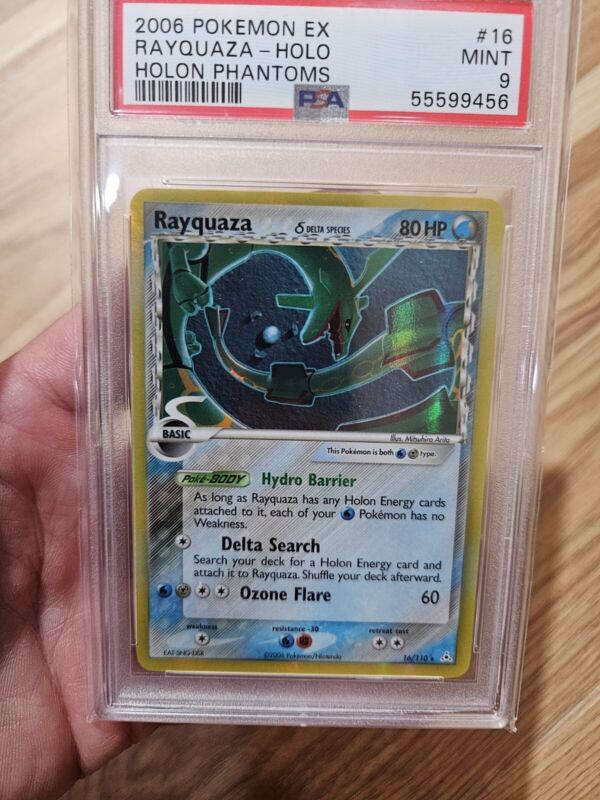 2006 POKEMON EX #16
RAYQUAZA - HOLO MINT
HOLON PHANTOMS 9
PSA 55599456
Rayquaza δ DELTA SPECIES 80 HP
BASIC
Illus. Mitsuhiro Arita
This Pokémon is both type.
Poké-BODY Hydro Barrier
As long as Rayquaza has any Holon Energy cards
attached to it, each of your Pokémon has no
Weakness.
Delta Search
Search your deck for a Holon Energy card and
attach it to Rayquaza. Shuffle your deck afterward.
Ozone Flare 60
weakness resistance -30 retreat cost
©2006 Pokémon/Nintendo 16/110